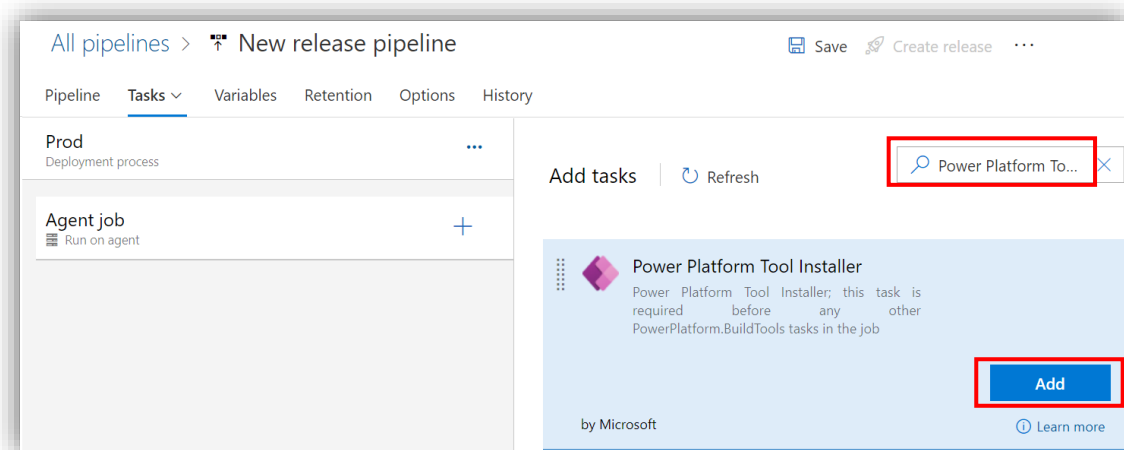 All pipelines > New release pipeline
Save Create release ...
Pipeline Tasks Variables Retention Options History
Prod
Deployment process
...
Agent job
Run on agent
Add tasks Refresh
Power Platform To...
Power Platform Tool Installer
Power Platform Tool Installer; this task is
required before any other
PowerPlatform.BuildTools tasks in the job
Add
by Microsoft
Learn more